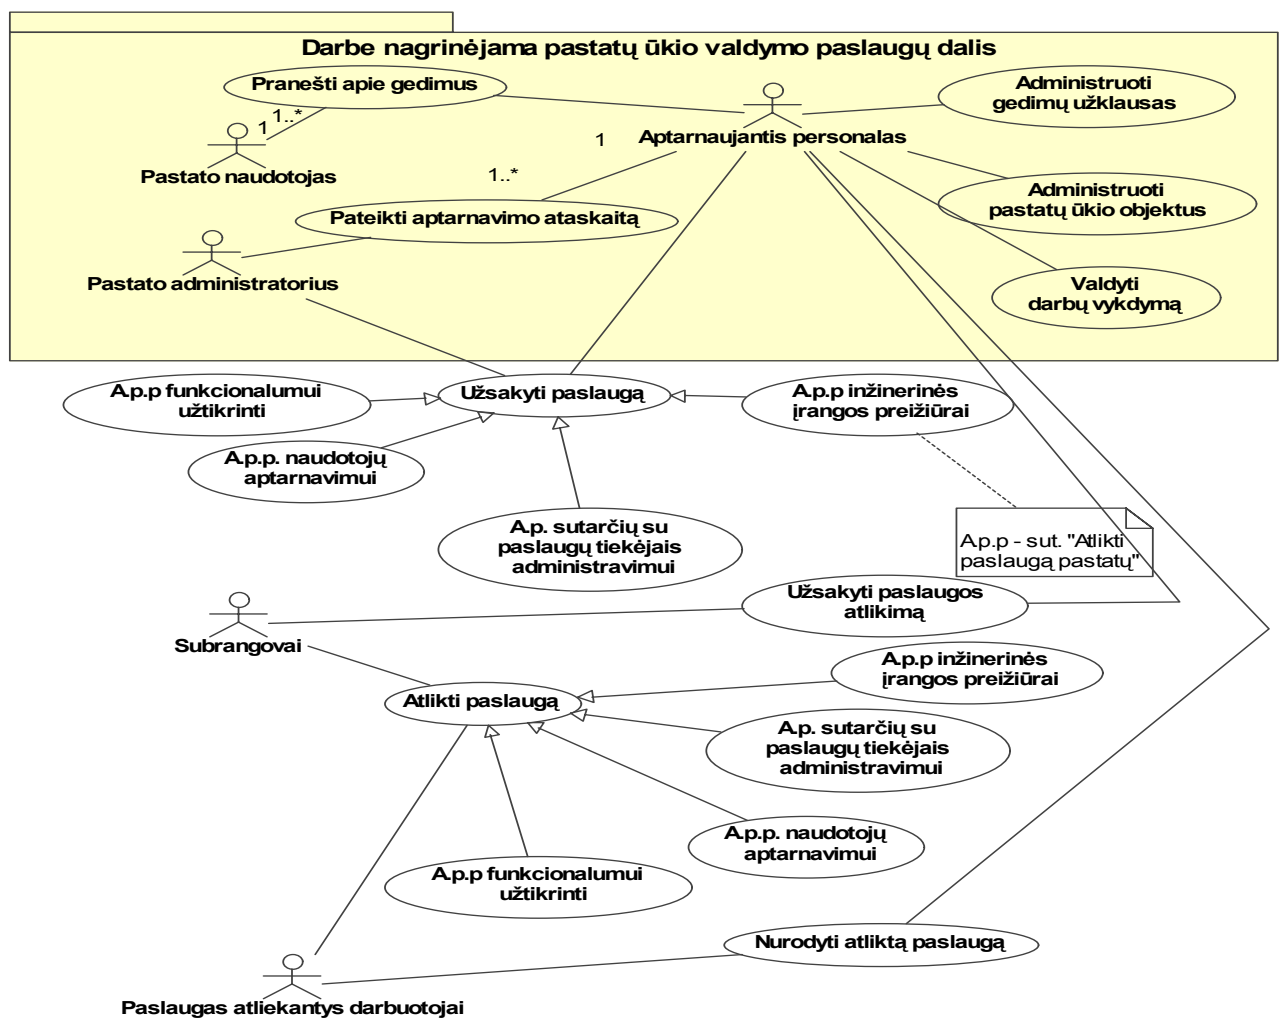 Darbe nagrinėjama pastatų ūkio valdymo paslaugų dalis
Pranešti apie gedimus
Administruoti
gedimų užklausas
1..*
1
Aptarnaujantis personalas
1
Pastato naudotojas
1..*
Administruoti
pastatų ūkio objektus
Pateikti aptarnavimo ataskaitą
Pastato administratorius
Valdyti
darbų vykdymą
A.p.p funkcionalumui
užtikrinti
Užsakyti paslaugą
A.p.p inžinerinės
įrangos preižiūrai
A.p.p. naudotojų
aptarnavimui
A.p. sutarčių su
paslaugų tiekėjais
administravimui
A.p.p - sut. "Atlikti
paslaugą pastatų"
Užsakyti paslaugos
atlikimą
Subrangovai
A.p.p inžinerinės
įrangos preižiūrai
Atlikti paslaugą
A.p. sutarčių su
paslaugų tiekėjais
administravimui
A.p.p. naudotojų
aptarnavimui
A.p.p funkcionalumui
užtikrinti
Nurodyti atliktą paslaugą
Paslaugas atliekantys darbuotojai